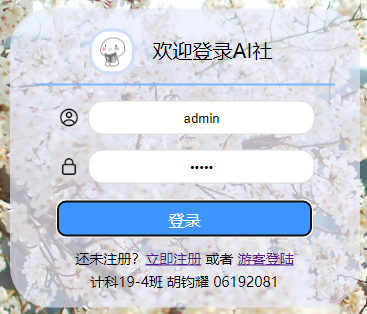 欢迎登录AI社
admin
•••••
登录
还未注册？立即注册 或者 游客登陆
计科19-4班 胡钧耀 06192081